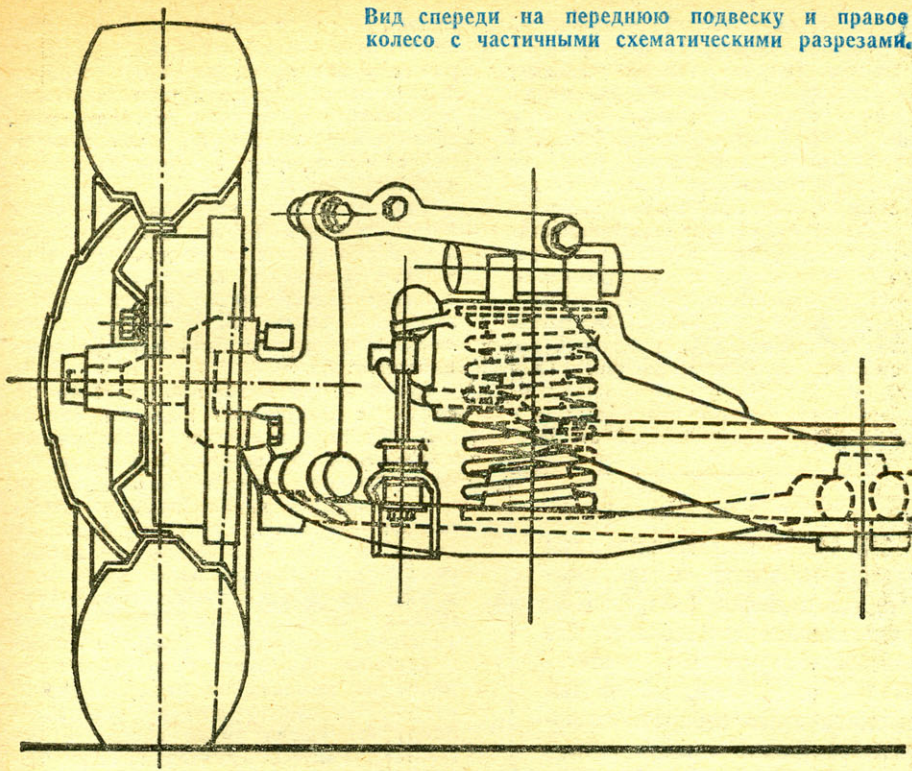 Вид спереди на переднюю подвеску и правое
колесо с частичными схематическими разрезами.